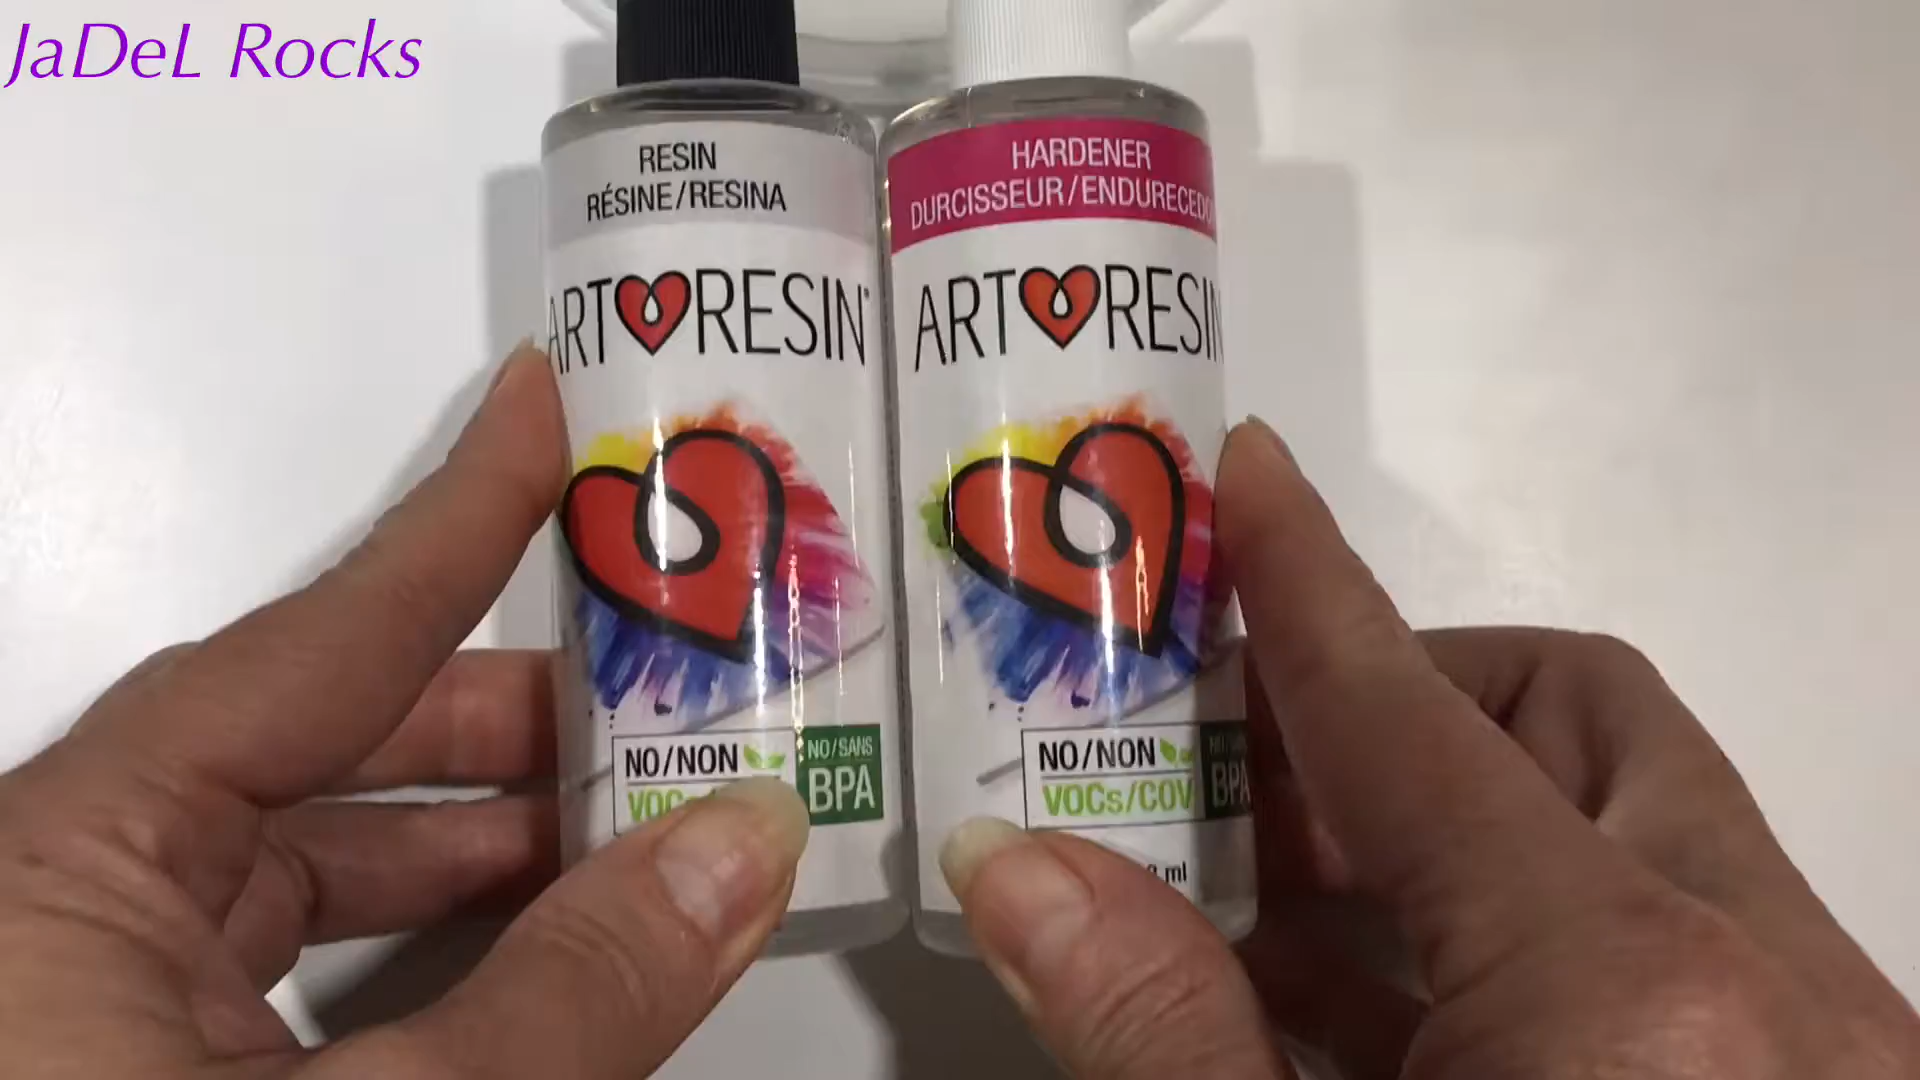 JaDeL Rocks
RESIN
RÉSINE/RESINA
ARTRESIN
NO/NON
NO/SANS
BPA
HARDENER
DURCISSEUR/
ARTRESIN
NO/NON
VOCs/COV
BPA
ml